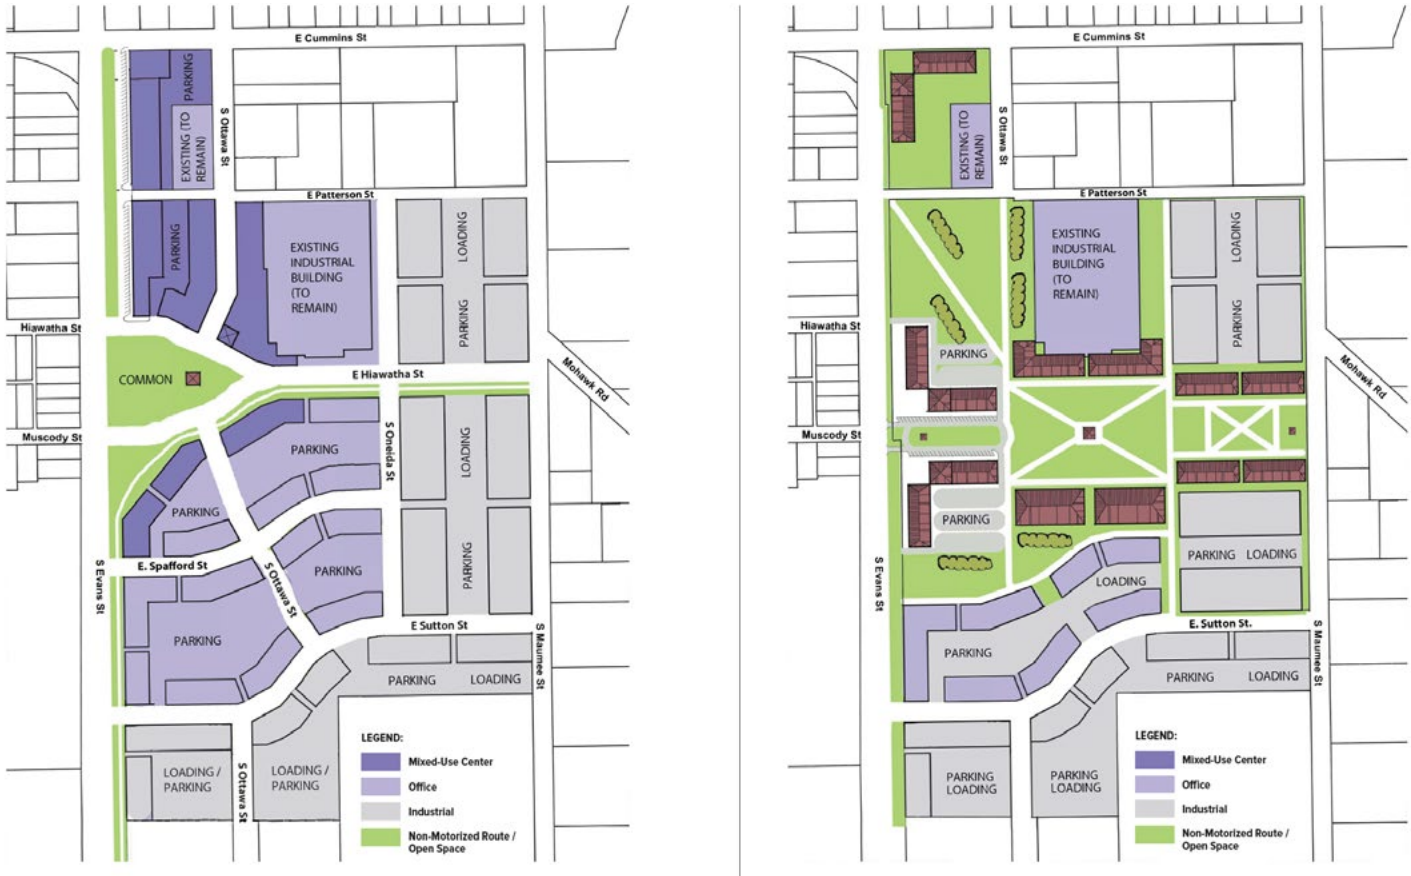 E Cummins St
PARKING
S Ottawa St
EXISTING (TO
REMAIN)
E Patterson St
PARKING
EXISTING
INDUSTRIAL
BUILDING
(TO
REMAIN)
LOADING
PARKING
Hiawatha St
COMMON
E Hiawatha St
Mohawk Rd
Muscody St
S Oneida St
PARKING
LOADING
PARKING
PARKING
S Evans St
E. Spafford St
S Ottawa St
PARKING
PARKING
E Sutton St
S Maumee St
PARKING
LOADING
LOADING /
PARKING
S Ottawa St
LOADING /
PARKING
LEGEND:
Mixed-Use Center
Office
Industrial
Non-Motorized Route /
Open Space
E Cummins St
S Ottawa St
EXISTING (TO
REMAIN)
E Patterson St
EXISTING
INDUSTRIAL
BUILDING
(TO
REMAIN)
LOADING
PARKING
Hiawatha St
PARKING
Mohawk Rd
Muscody St
PARKING
S Evans St
PARKING LOADING
LOADING
PARKING
E. Sutton St.
S Maumee St
PARKING
LOADING
PARKING
LOADING
PARKING
LOADING
LEGEND:
Mixed-Use Center
Office
Industrial
Non-Motorized Route /
Open Space